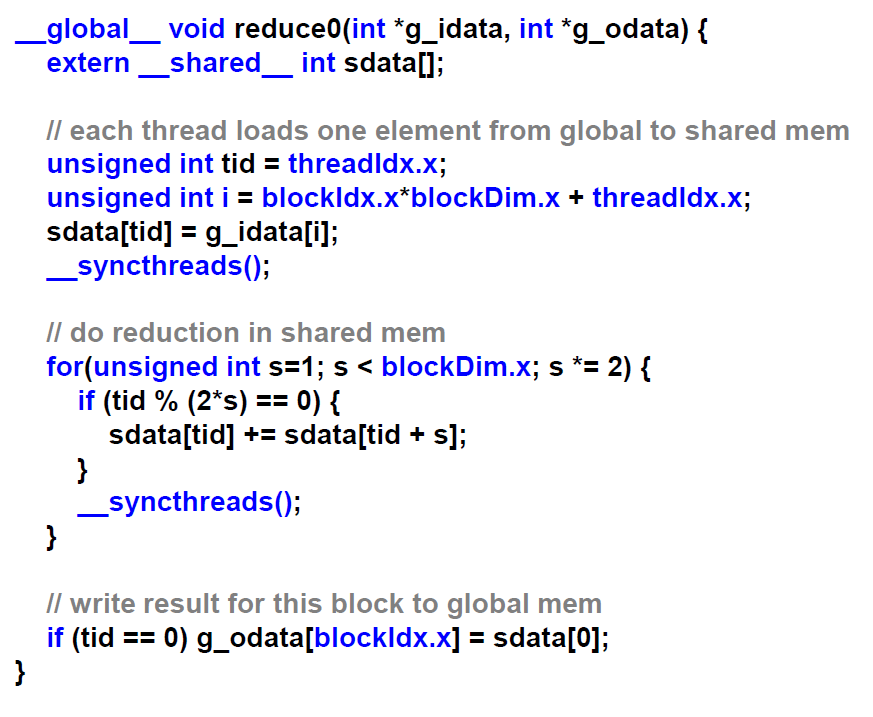 __global__ void reduce0(int *g_idata, int *g_odata) {
extern __shared__ int sdata[];
// each thread loads one element from global to shared mem
unsigned int tid = threadIdx.x;
unsigned int i = blockIdx.x*blockDim.x + threadIdx.x;
sdata[tid] = g_idata[i];
__syncthreads();
// do reduction in shared mem
for(unsigned int s=1; s < blockDim.x; s *= 2) {
if (tid % (2*s) == 0) {
sdata[tid] += sdata[tid + s];
}
__syncthreads();
}
// write result for this block to global mem
if (tid == 0) g_odata[blockIdx.x] = sdata[0];
}